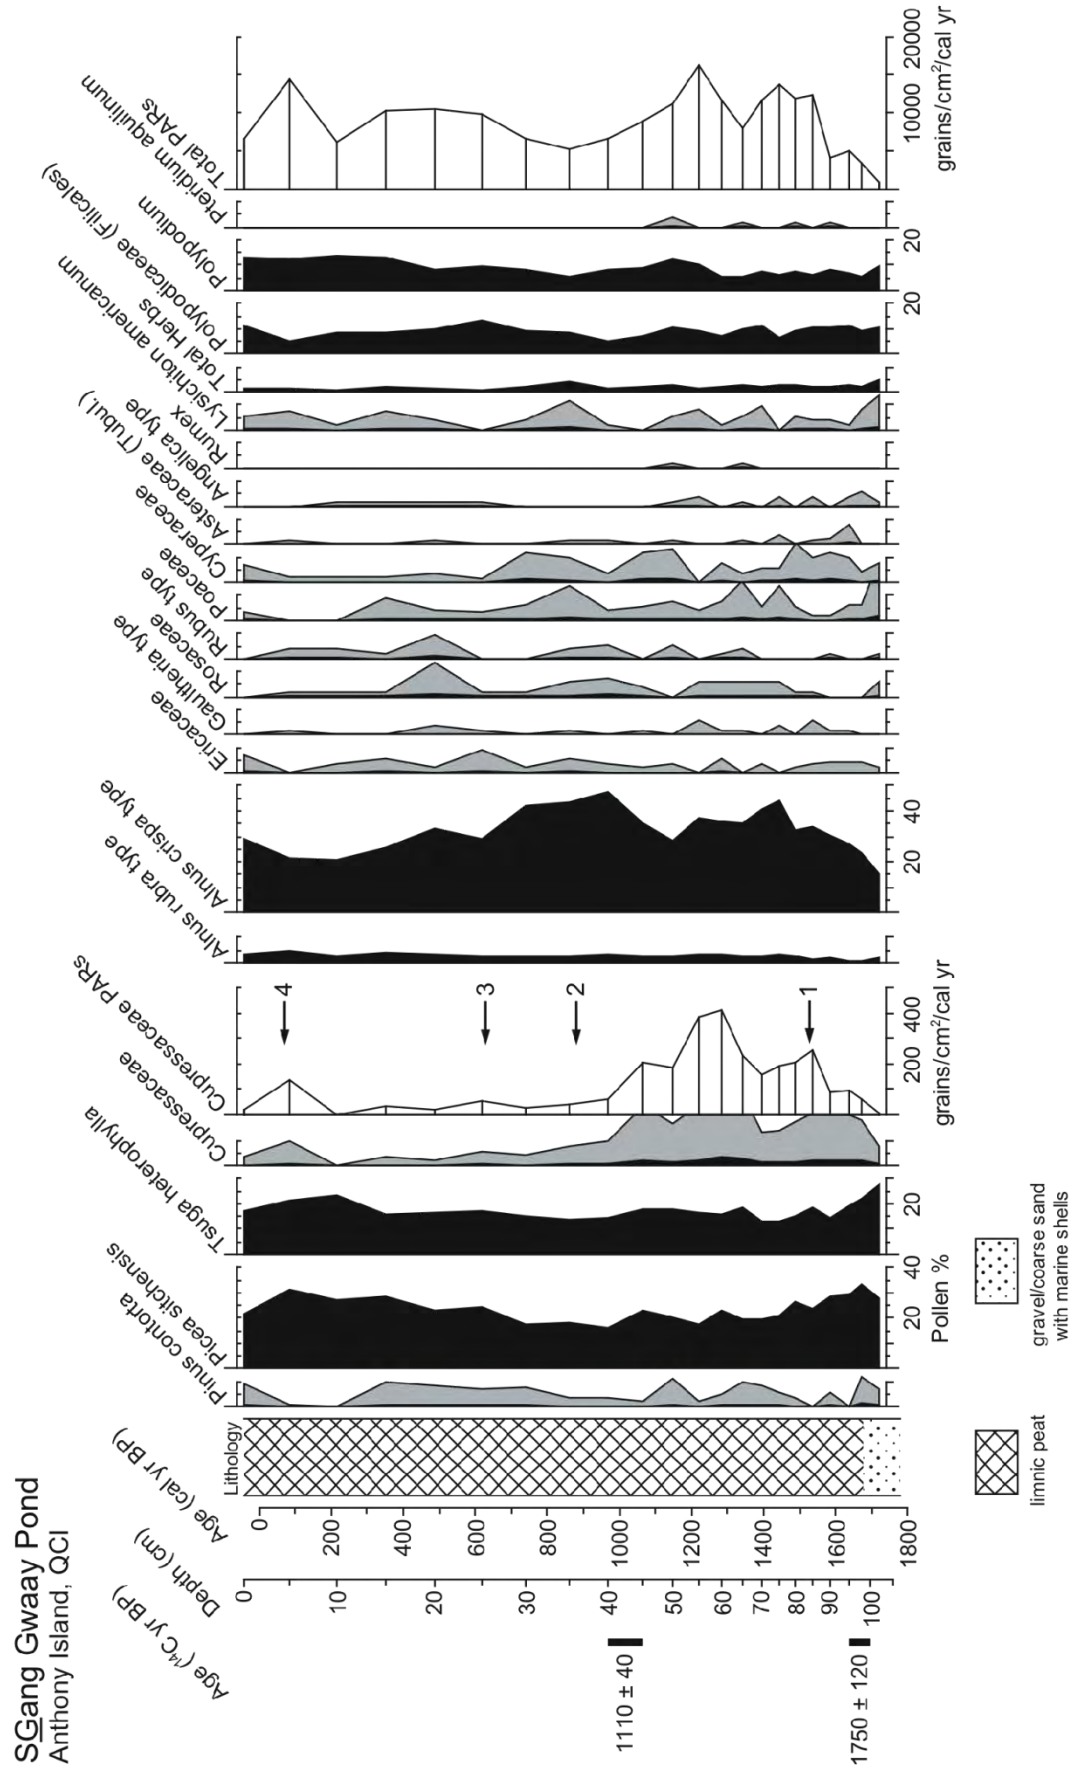 SGang Gwaay Pond
Anthony Island, QCI
Age (¹⁴C yr BP)
Depth (cm)
Age (cal yr BP)
Lithology
Pinus contorta
Picea sitchensis
Tsuga heterophylla
Cupressaceae
Cupressaceae PARs
Alnus rubra type
Alnus crispa type
Ericaceae
Gaultheria type
Rosaceae
Rubus type
Poaceae
Cyperaceae
Asteraceae (Tubul.)
Angelica type
Rumex
Lysichiton americanum
Total Herbs
Polypodicaeae (Filicales)
Polypodium
Pteridium aquilinum
Total PARs
1110 ± 40
1750 ± 120
0 10 20 30 40 50 60 70 80 90 100
0 200 400 600 800 1000 1200 1400 1600 1800
4
3
2
1
20 40
Pollen %
20
200 400
grains/cm²/cal yr
20 40
20
20
10000 20000
grains/cm²/cal yr
limnic peat
gravel/coarse sand
with marine shells